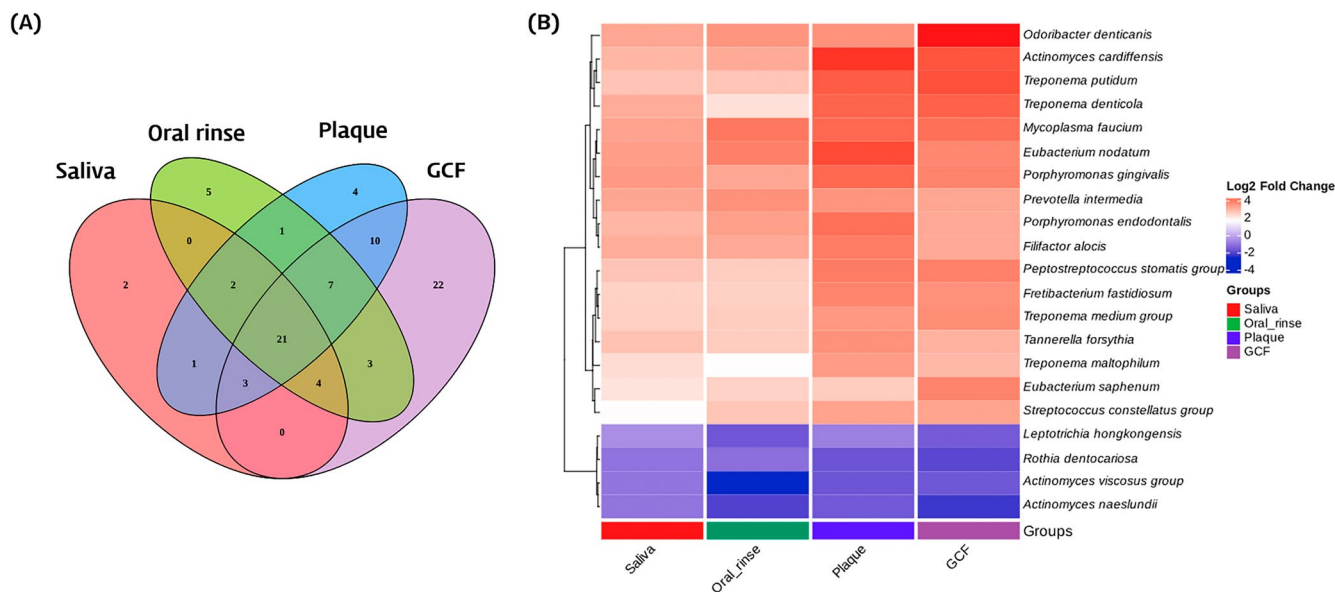 (A)
Saliva
Oral rinse
Plaque
GCF
5
4
0
1
10
2
2
7
22
21
1
3
4
3
0
(B)
Odoribacter denticanis
Actinomyces cardiffensis
Treponema putidum
Treponema denticola
Mycoplasma faucium
Eubacterium nodatum
Porphyromonas gingivalis
Prevotella intermedia
Porphyromonas endodontalis
Filifactor alocis
Peptostreptococcus stomatis group
Fretibacterium fastidiosum
Treponema medium group
Tannerella forsythia
Treponema maltophilum
Eubacterium saphenum
Streptococcus constellatus group
Leptotrichia hongkongensis
Rothia dentocariosa
Actinomyces viscosus group
Actinomyces naeslundii
Groups
Saliva
Oral_rinse
Plaque
GCF
Log2 Fold Change
4
2
0
-2
-4
Groups
Saliva
Oral_rinse
Plaque
GCF